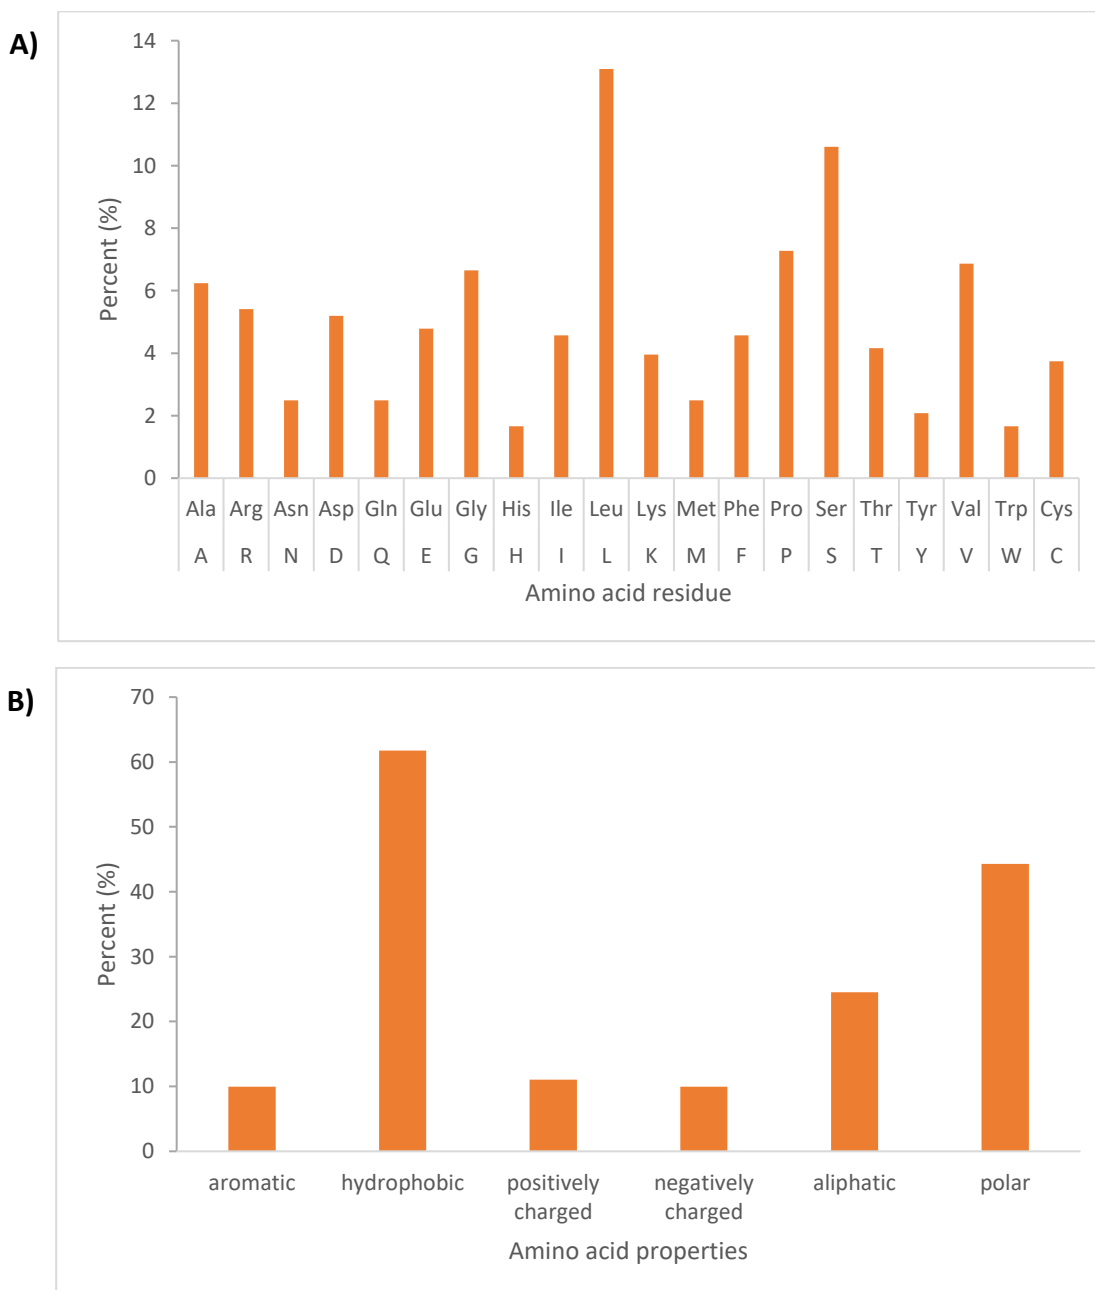 A)
14
12
10
8
6
4
2
0
Percent (%)
Ala Arg Asn Asp Gln Glu Gly His Ile Leu Lys Met Phe Pro Ser Thr Tyr Val Trp Cys
A R N D Q E G H I L K M F P S T Y V W C
Amino acid residue
B)
70
60
50
40
30
20
10
0
Percent (%)
aromatic hydrophobic positively negatively aliphatic polar
charged charged
Amino acid properties